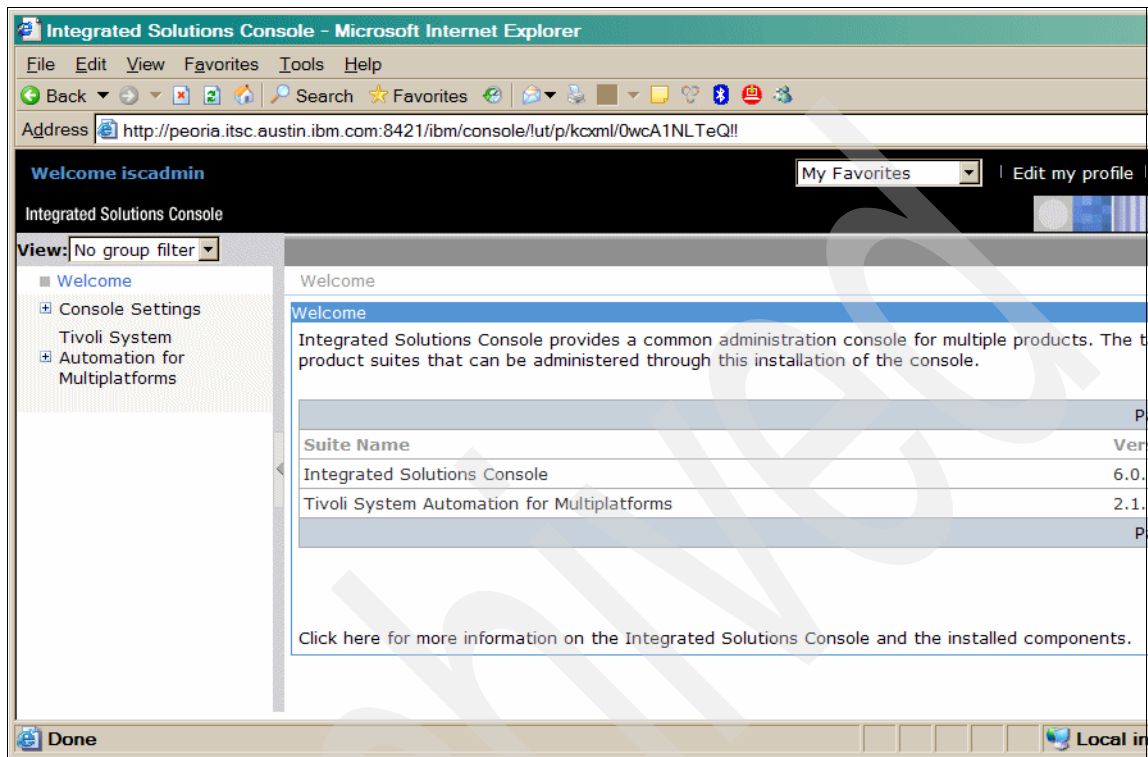 Integrated Solutions Console - Microsoft Internet Explorer
File Edit View Favorites Tools Help
Back Search Favorites
Address http://peoria.itsc.austin.ibm.com:8421/ibm/console/!ut/p/kcxml/0wcA1NLTeQ!!
Welcome iscadmin My Favorites Edit my profile
Integrated Solutions Console
View: No group filter
Welcome
Console Settings
Tivoli System
Automation for
Multiplatforms
Welcome
Welcome
Integrated Solutions Console provides a common administration console for multiple products. The t
product suites that can be administered through this installation of the console.
P
Suite Name Ver
Integrated Solutions Console 6.0.
Tivoli System Automation for Multiplatforms 2.1.
P
Click here for more information on the Integrated Solutions Console and the installed components.
Done Local in